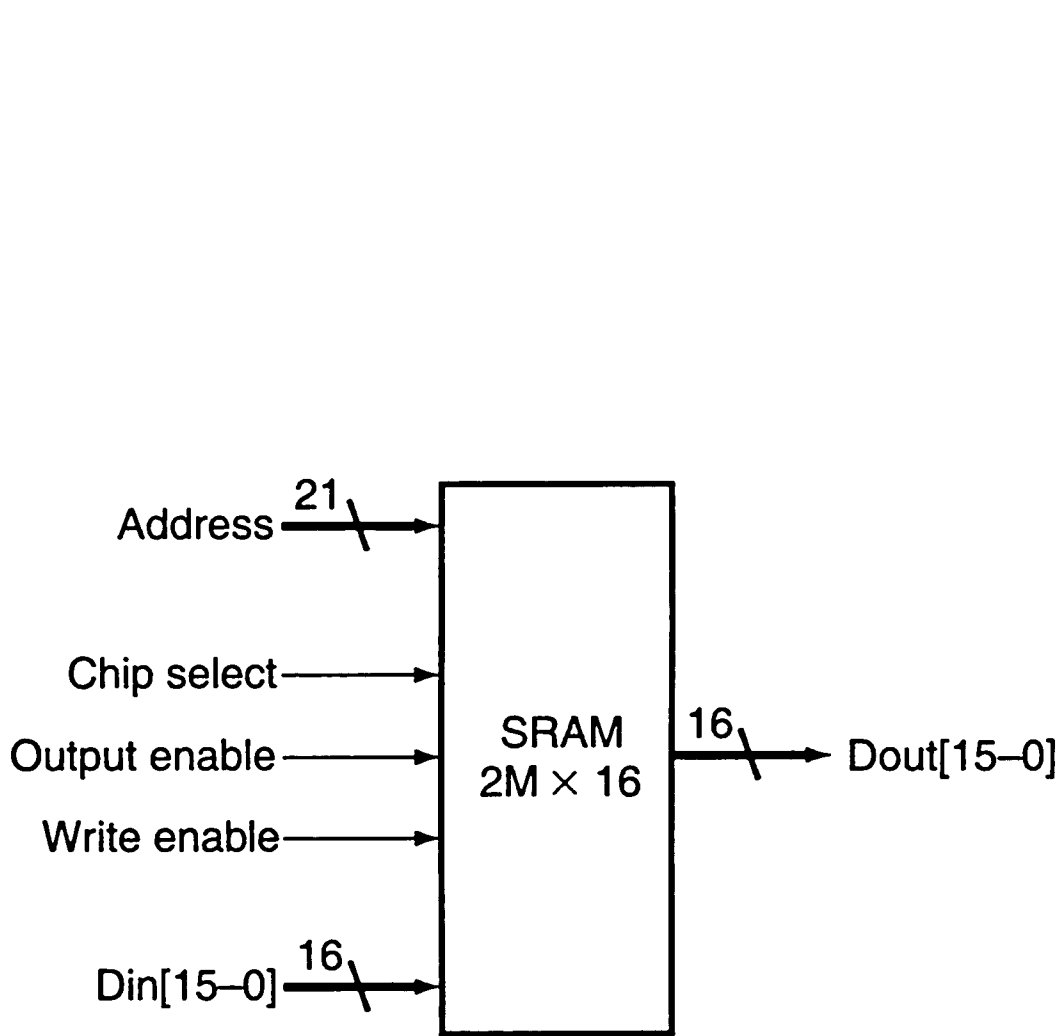 21
Address
Chip select
Output enable
Write enable
16
Din[15–0]
SRAM
2M × 16
16
Dout[15–0]